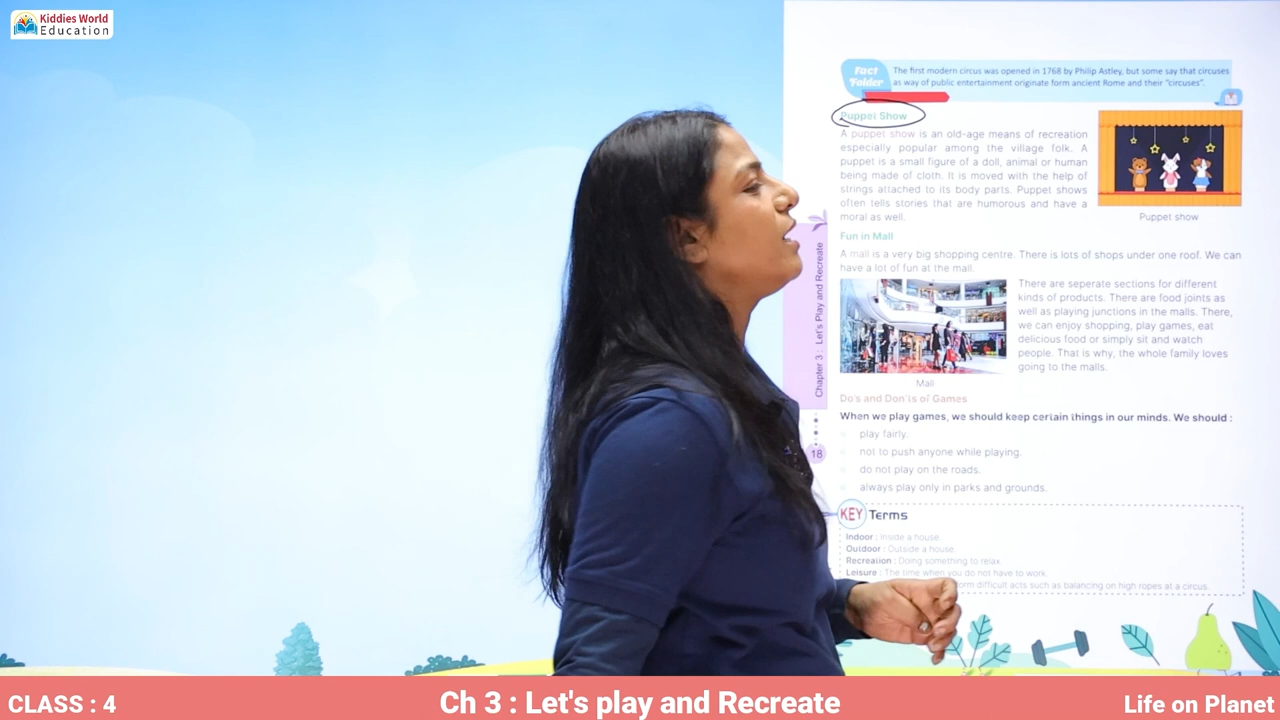 Kiddies World
Education
Fact
Folder
The first modern circus was opened in 1768 by Philip Astley, but some say that circuses
as way of public entertainment originate form ancient Rome and their "circuses".
Puppet Show
A puppet show is an old-age means of recreation
especially popular among the village folk. A
puppet is a small figure of a doll, animal or human
being made of cloth. It is moved with the help of
strings attached to its body parts. Puppet shows
often tells stories that are humorous and have a
moral as well.
Puppet show
Fun in Mall
A mall is a very big shopping centre. There is lots of shops under one roof. We can
have a lot of fun at the mall.
There are seperate sections for different
kinds of products. There are food joints as
well as playing junctions in the malls. There,
we can enjoy shopping, play games, eat
delicious food or simply sit and watch
people. That is why, the whole family loves
going to the malls.
Mall
Chapter 3 : Let's Play and Recreate
18
Do's and Don'ts of Games
When we play games, we should keep certain things in our minds. We should :
play fairly.
not to push anyone while playing.
do not play on the roads.
always play only in parks and grounds.
KEY Terms
Indoor : Inside a house.
Outdoor : Outside a house.
Recreation : Doing something to relax.
Leisure : The time when you do not have to work.
form difficult acts such as balancing on high ropes at a circus.
CLASS : 4
Ch 3 : Let's play and Recreate
Life on Planet